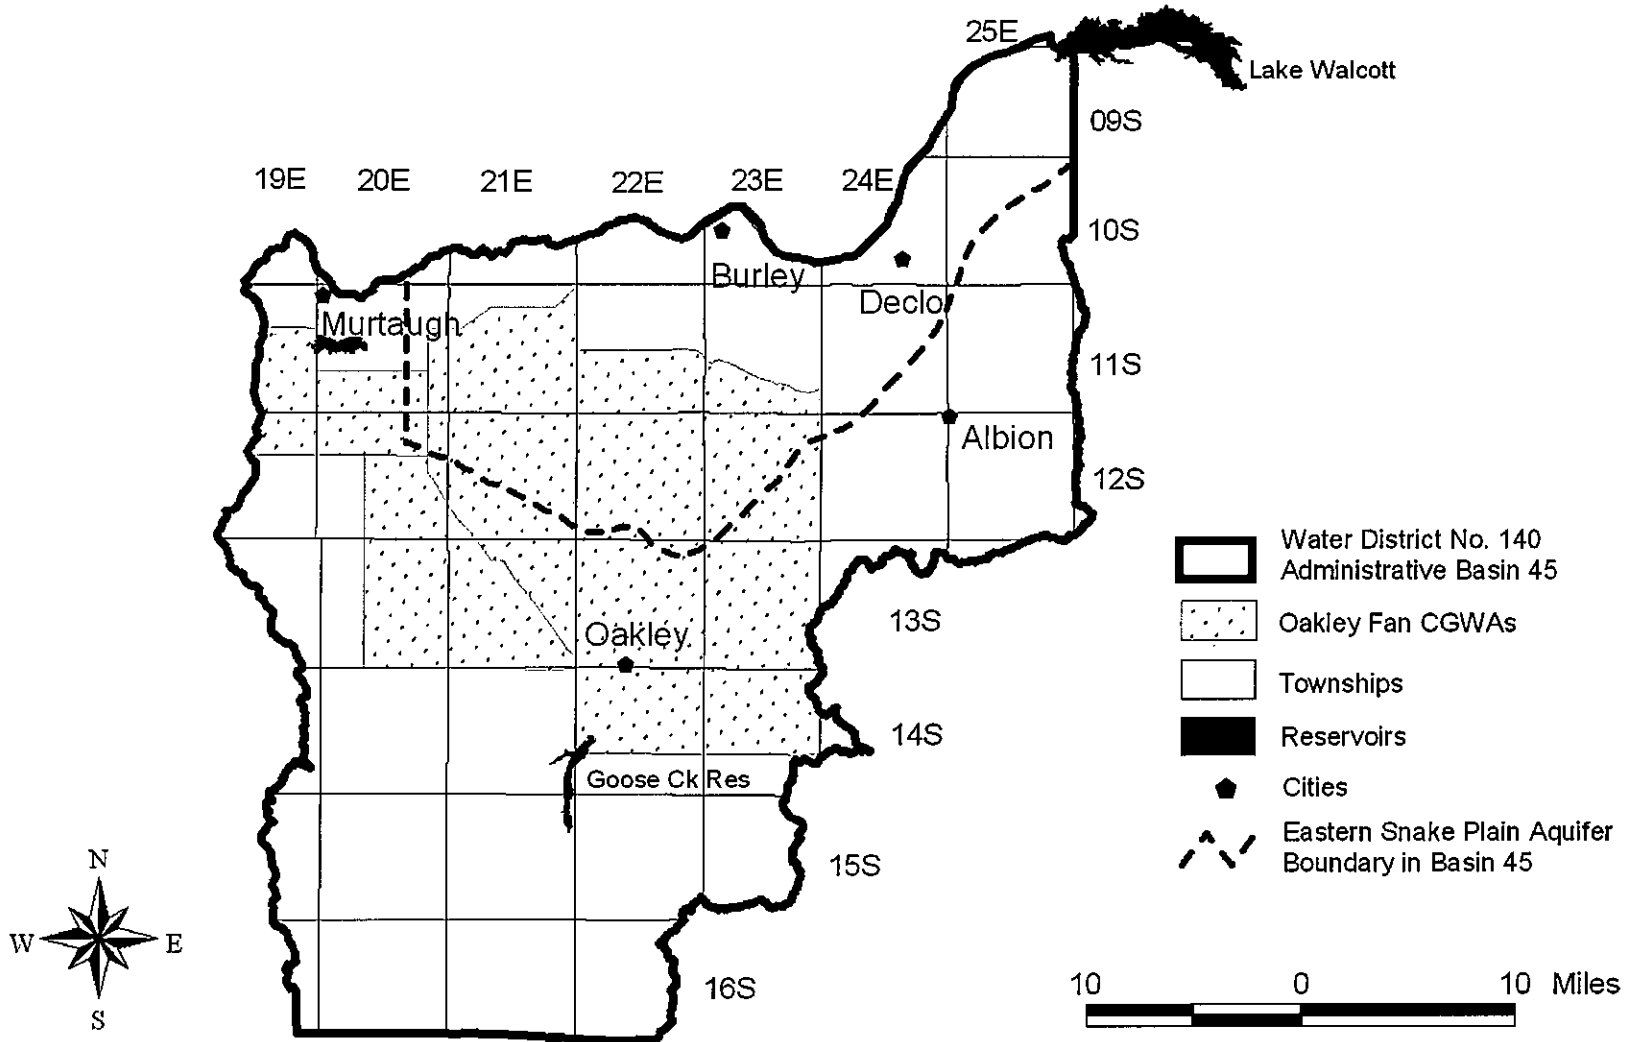 25E
Lake Walcott
09S
19E
20E
21E
22E
23E
24E
10S
Burley
Declo
Murtaugh
11S
Albion
12S
Water District No. 140
Administrative Basin 45
13S
Oakley Fan CGWAs
Oakley
Townships
14S
Reservoirs
Goose Ck Res
Cities
Eastern Snake Plain Aquifer
Boundary in Basin 45
15S
N
W
E
S
16S
10 0 10 Miles